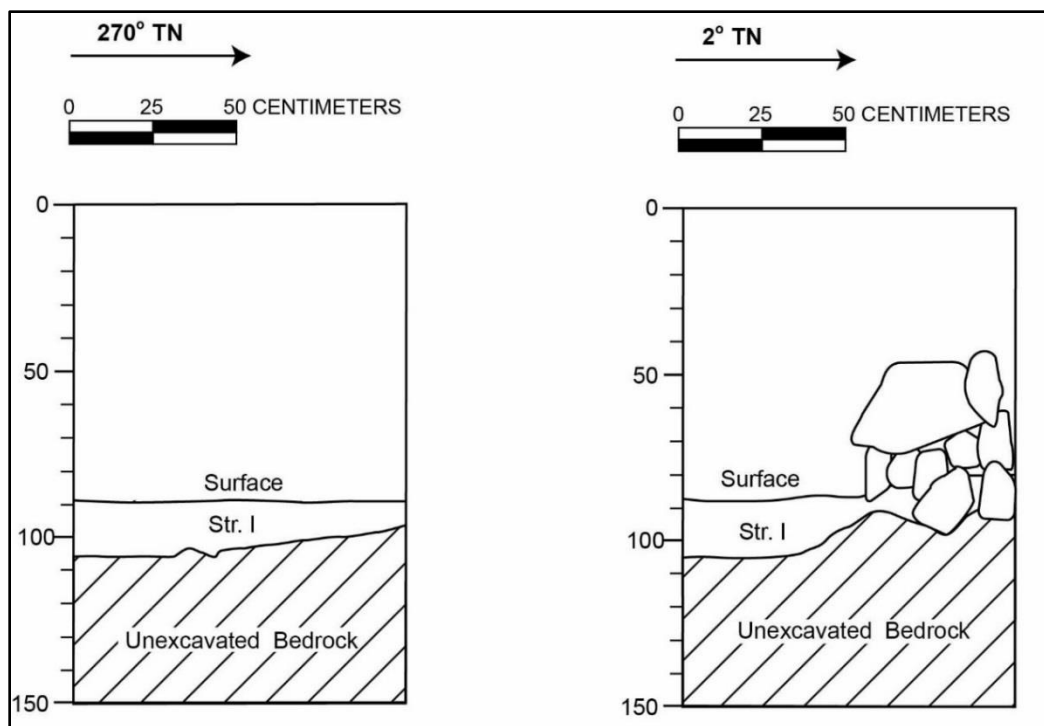 270° TN
0 25 50 CENTIMETERS
0
50
Surface
Str. I
100
Unexcavated Bedrock
150
2° TN
0 25 50 CENTIMETERS
0
50
Surface
Str. I
100
Unexcavated Bedrock
150